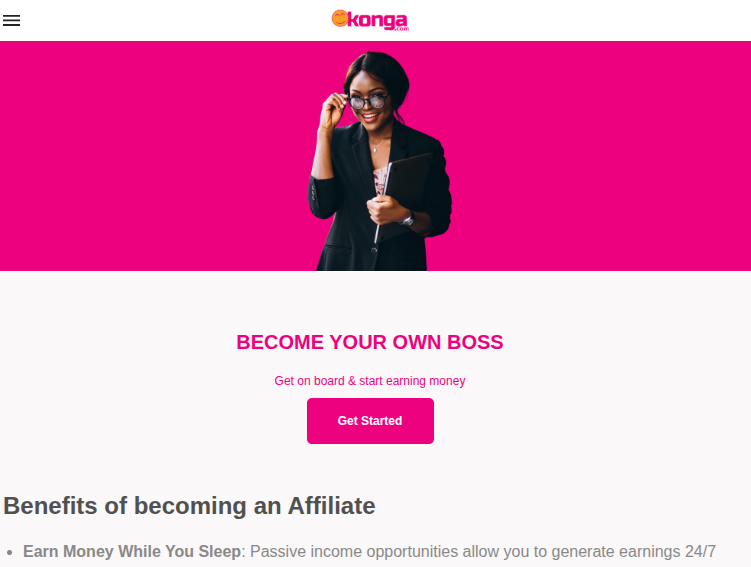 konga
.com
BECOME YOUR OWN BOSS
Get on board & start earning money
Get Started
Benefits of becoming an Affiliate
• Earn Money While You Sleep: Passive income opportunities allow you to generate earnings 24/7